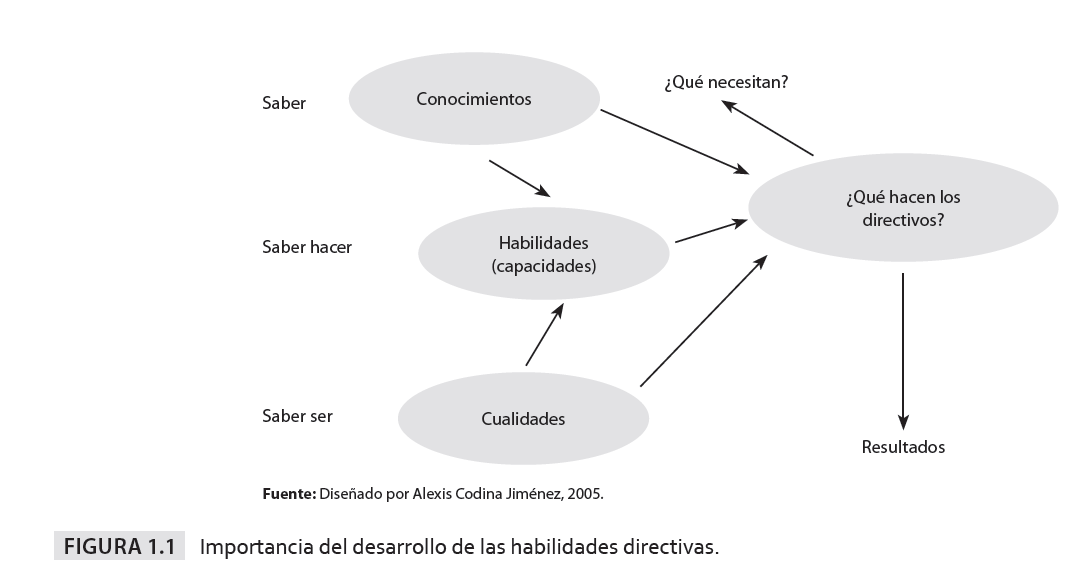 ¿Qué necesitan?
Saber
Conocimientos
¿Qué hacen los
directivos?
Saber hacer
Habilidades
(capacidades)
Saber ser
Cualidades
Resultados
Fuente: Diseñado por Alexis Codina Jiménez, 2005.
FIGURA 1.1 Importancia del desarrollo de las habilidades directivas.